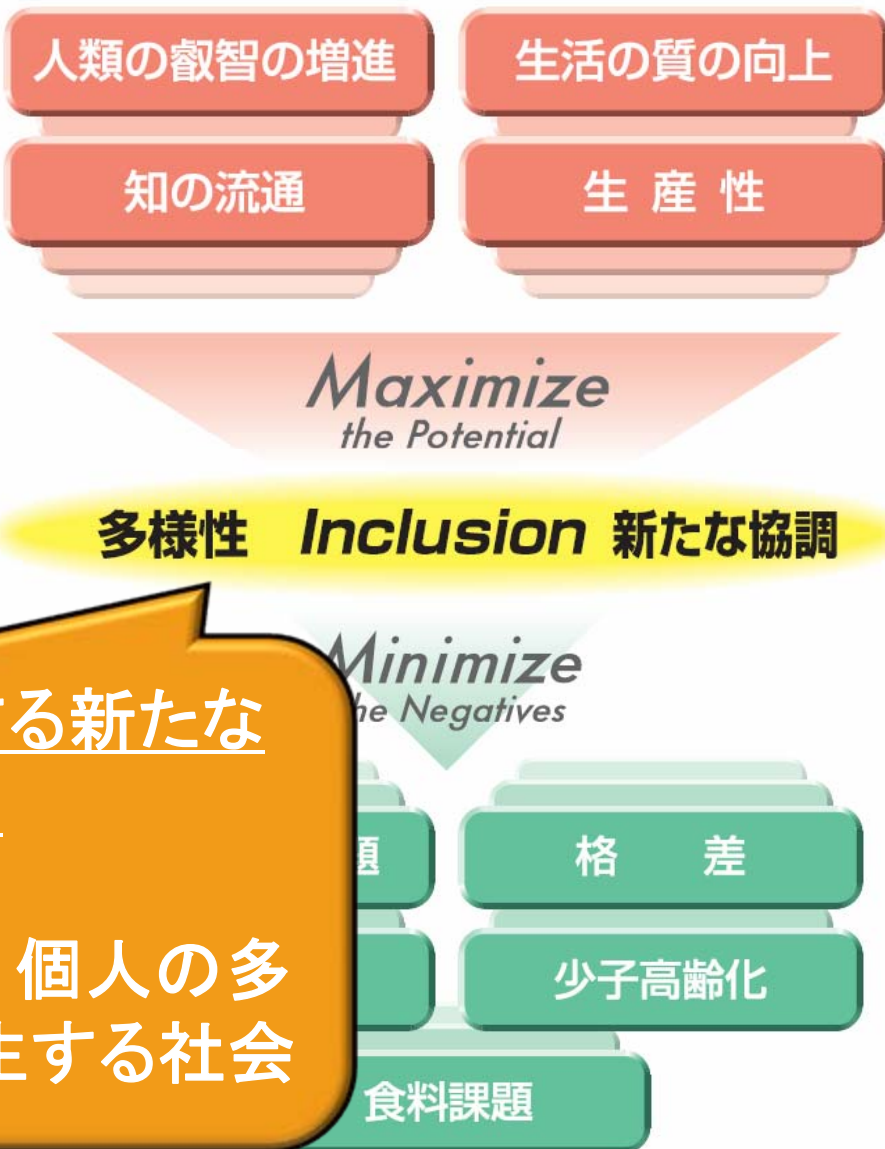 人類の叡智の増進
生活の質の向上
知の流通
生 産 性
Maximize
the Potential
多様性 Inclusion 新たな協調
Minimize
he Negatives
る新たな
題
格 差
個人の多
少子高齢化
生する社会
食料課題